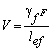 V = γ_f F / l_ef